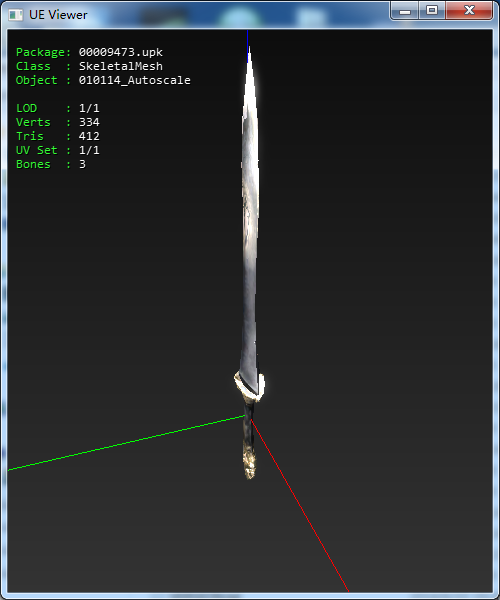 UE Viewer
Package: 00009473.upk
Class : SkeletalMesh
Object : 010114_Autoscale
LOD : 1/1
Verts : 334
Tris : 412
UV Set : 1/1
Bones : 3